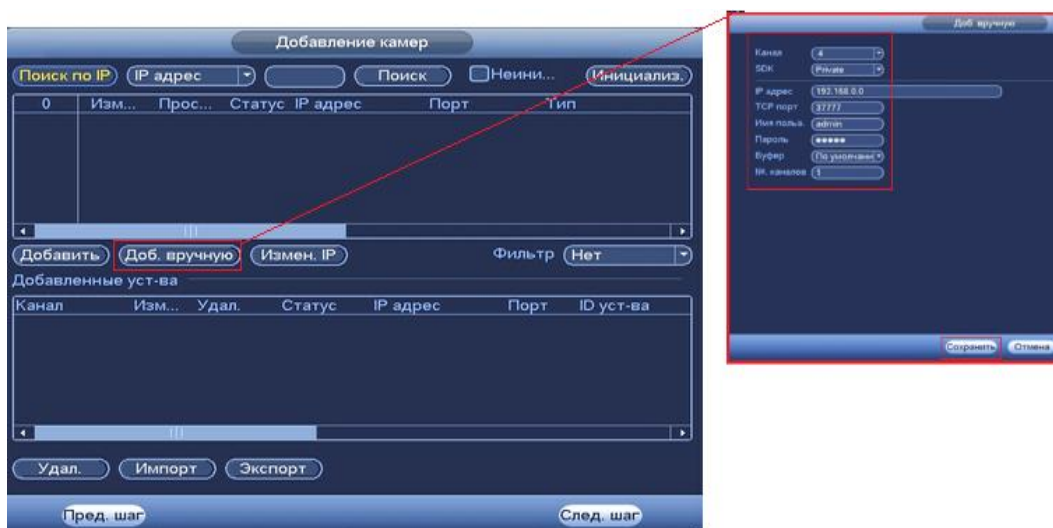 Добавление камер
Поиск по IP IP адрес Поиск Неини... Инициализ.
0 Изм... Прос... Статус IP адрес Порт Тип
Добавить Доб. вручную Измен. IP Фильтр Нет
Добавленные уст-ва
Канал Изм... Удал. Статус IP адрес Порт ID уст-ва
Удал. Импорт Экспорт
Пред. шаг След. шаг
Доб. вручную
Канал 4
SDK Private
IP адрес 192.168.0.0
TCP порт 37777
Имя польз. admin
Пароль ●●●●●
Буфер По умолчани
каналов 1
Сохранить Отмена